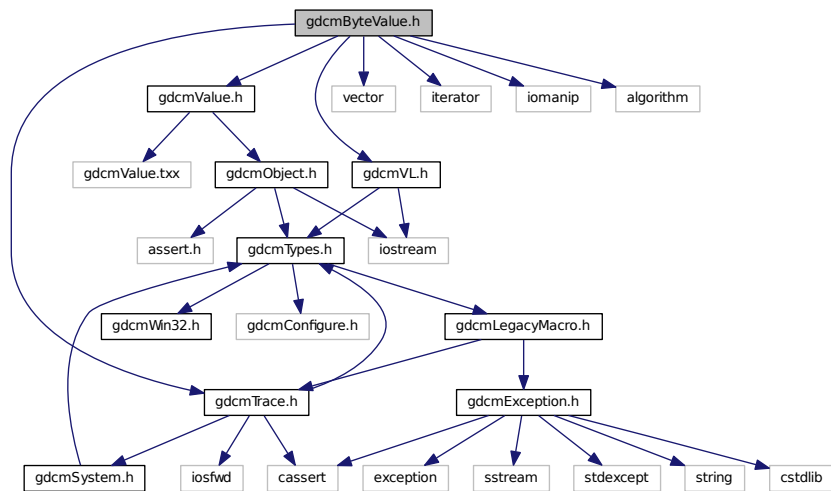 gdcmByteValue.h
gdcmValue.h
vector
iterator
iomanip
algorithm
gdcmValue.txx
gdcmObject.h
gdcmVL.h
assert.h
gdcmTypes.h
iostream
gdcmWin32.h
gdcmConfigure.h
gdcmLegacyMacro.h
gdcmTrace.h
gdcmException.h
gdcmSystem.h
iosfwd
cassert
exception
sstream
stdexcept
string
cstdlib